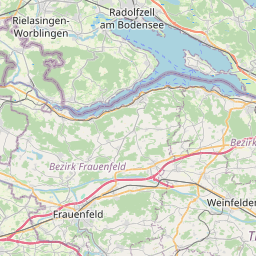 Radolfzell
am Bodensee
Rielasingen-
Worblingen
Bezirk
Bezirk Frauenfeld
Weinfelden
Frauenfeld